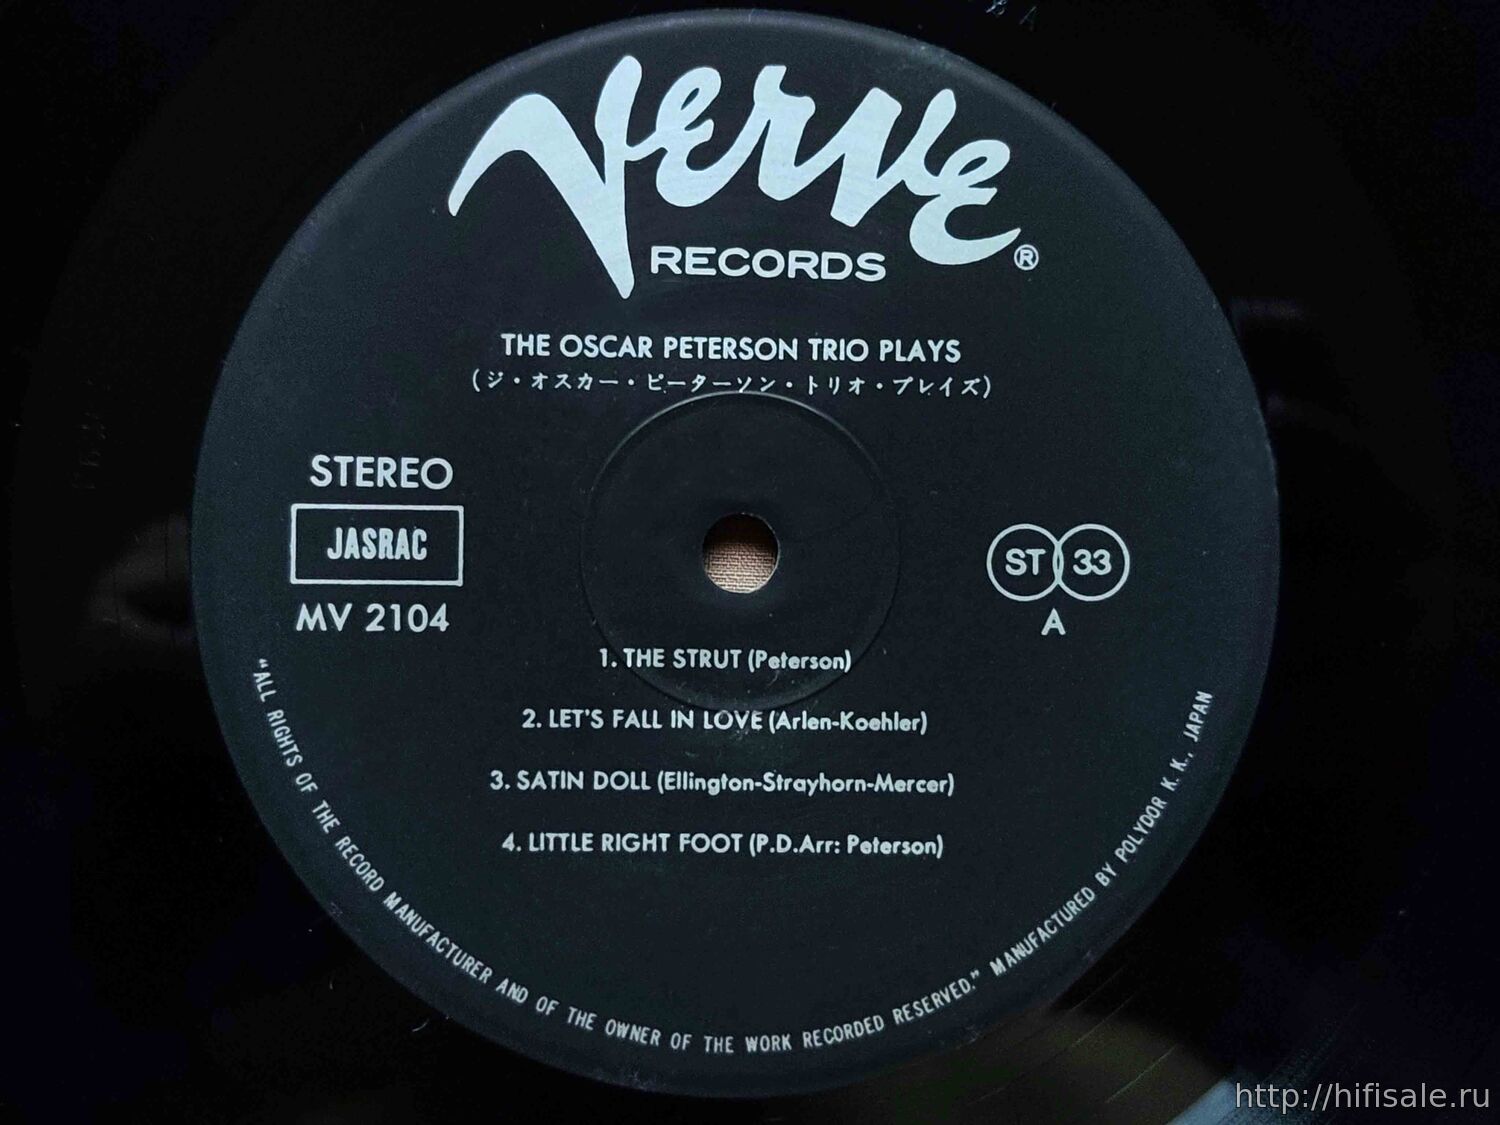 Verve
RECORDS ®
THE OSCAR PETERSON TRIO PLAYS
(ジ・オスカー・ピーターソン・トリオ・プレイズ)
STEREO
JASRAC
MV 2104
ST 33
A
1. THE STRUT (Peterson)
2. LET'S FALL IN LOVE (Arlen-Koehler)
3. SATIN DOLL (Ellington-Strayhorn-Mercer)
4. LITTLE RIGHT FOOT (P.D.Arr: Peterson)
"ALL RIGHTS OF THE RECORD MANUFACTURER AND OF THE OWNER OF THE WORK RECORDED RESERVED." MANUFACTURED BY POLYDOR K.K., JAPAN
http://hifisale.ru